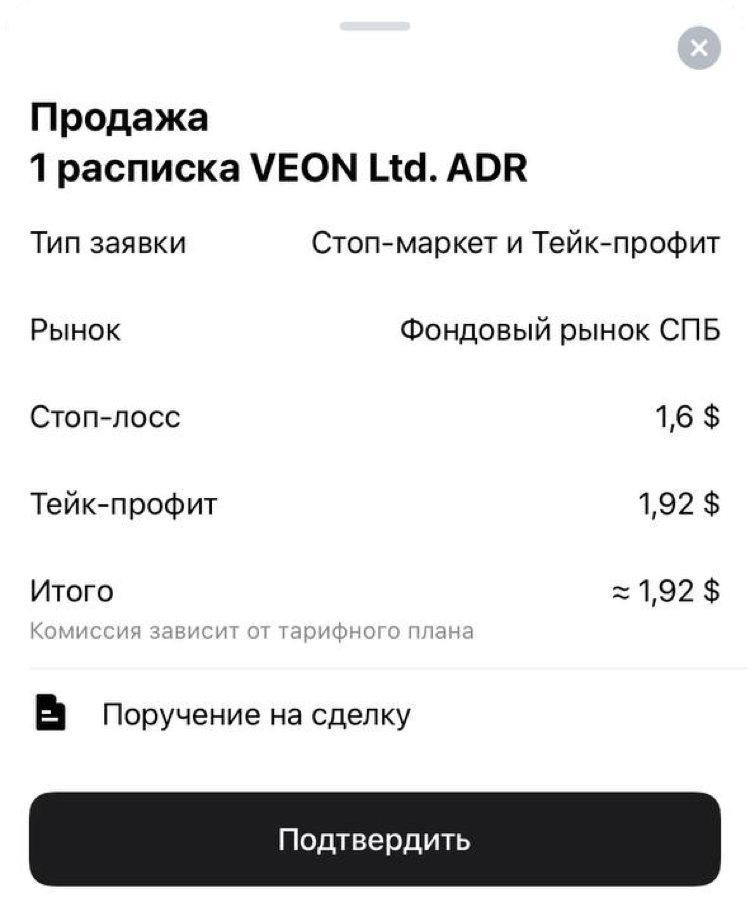 Продажа
1 расписка VEON Ltd. ADR
Тип заявки Стоп-маркет и Тейк-профит
Рынок Фондовый рынок СПБ
Стоп-лосс 1,6 $
Тейк-профит 1,92 $
Итого ≈ 1,92 $
Комиссия зависит от тарифного плана
Поручение на сделку
Подтвердить